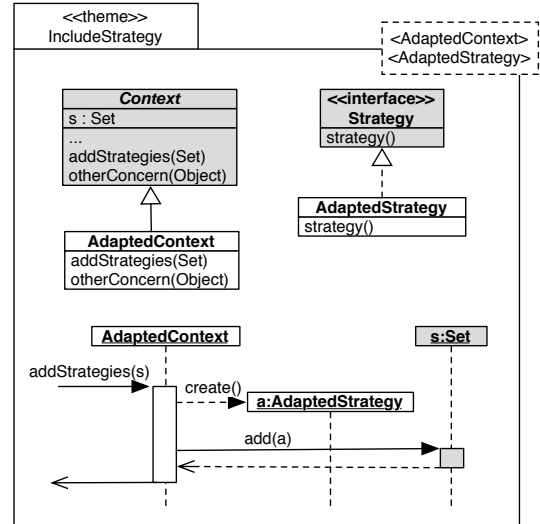 <<theme>>
IncludeStrategy
<AdaptedContext>
<AdaptedStrategy>
Context
s : Set
...
addStrategies(Set)
otherConcern(Object)
<<interface>>
Strategy
strategy()
AdaptedContext
addStrategies(Set)
otherConcern(Object)
AdaptedStrategy
strategy()
AdaptedContext
s:Set
addStrategies(s)
create()
a:AdaptedStrategy
add(a)